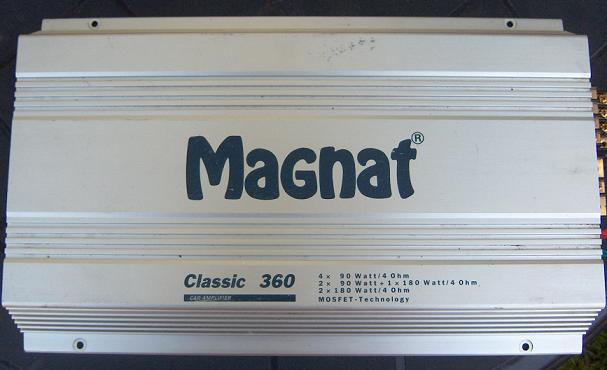 Magnat®
Classic 360
CAR AMPLIFIER
4 × 90 Watt/4 Ohm
2 × 90 Watt + 1 × 180 Watt/4 Ohm
2 × 180 Watt/4 Ohm
MOSFET-Technology